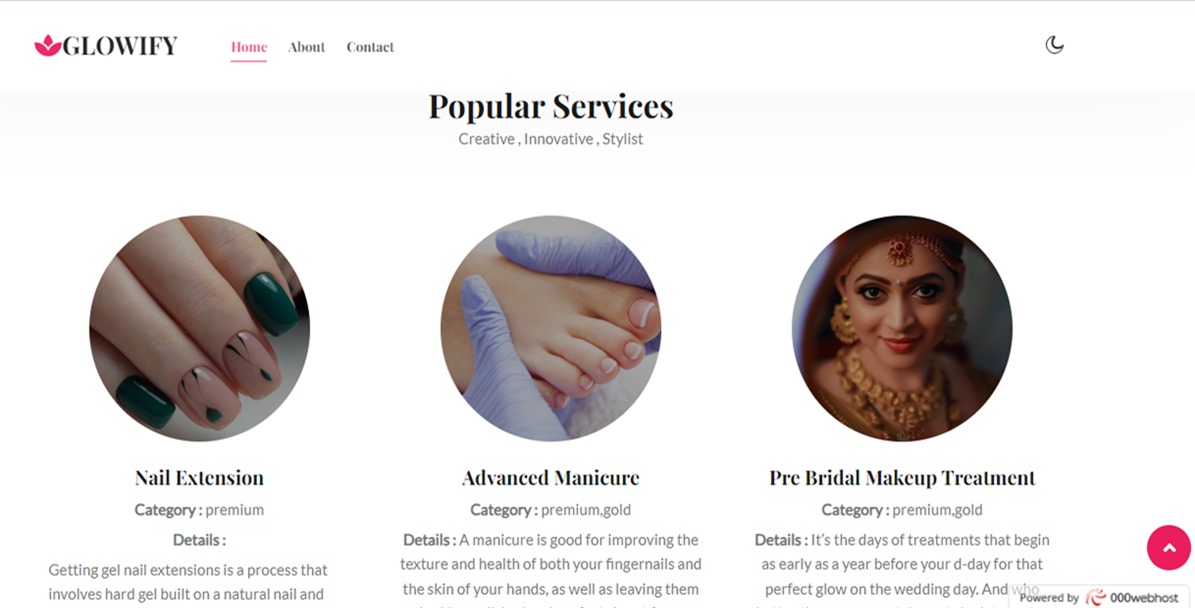 GLOWIFY Home About Contact
Popular Services
Creative , Innovative , Stylist
Nail Extension
Category : premium
Details :
Getting gel nail extensions is a process that
involves hard gel built on a natural nail and
Advanced Manicure
Category : premium,gold
Details : A manicure is good for improving the
texture and health of both your fingernails and
the skin of your hands, as well as leaving them
Pre Bridal Makeup Treatment
Category : premium,gold
Details : It’s the days of treatments that begin
as early as a year before your d-day for that
perfect glow on the wedding day. And who
Powered by 000webhost